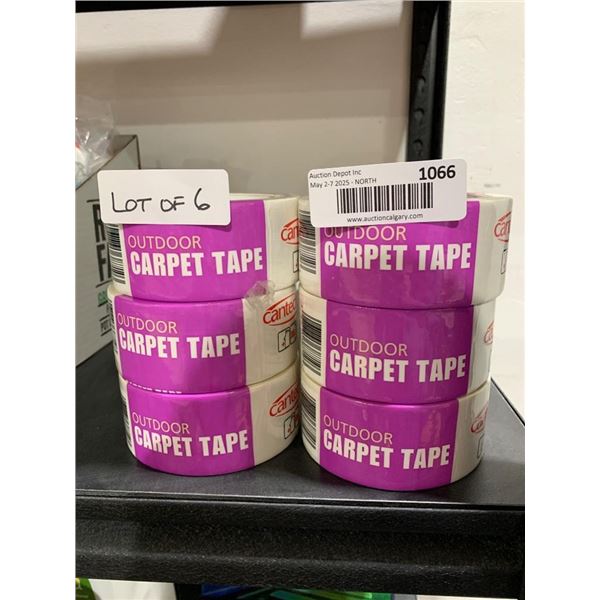 LOT OF 6
Auction Depot Inc
May 2-7 2025 - NORTH
1066
www.auctioncalgary.com
OUTDOOR
CARPET TAPE
OUTDOOR
CARPET TAPE
OUTDOOR
CARPET TAPE
cantech
OUTDOOR
CARPET TAPE
OUTDOOR
CARPET TAPE
OUTDOOR
CARPET TAPE